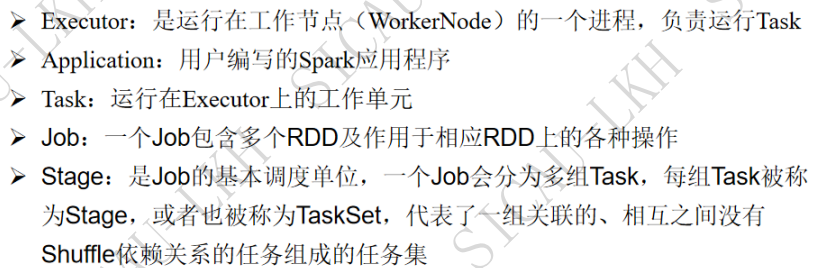 ➤ Executor：是运行在工作节点（WorkerNode）的一个进程，负责运行Task
➤ Application：用户编写的Spark应用程序
➤ Task：运行在Executor上的工作单元
➤ Job：一个Job包含多个RDD及作用于相应RDD上的各种操作
➤ Stage：是Job的基本调度单位，一个Job会分为多组Task，每组Task被称
为Stage，或者也被称为TaskSet，代表了一组关联的、相互之间没有
Shuffle依赖关系的任务组成的任务集
SICAU-LKH